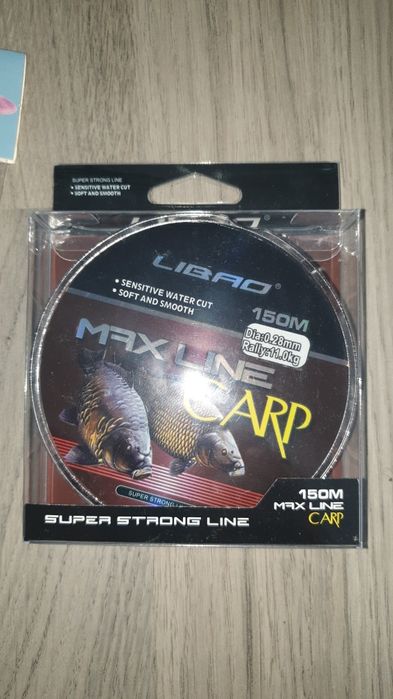 SUPER STRONG LINE
• SENSITIVE WATER CUT
• SOFT AND SMOOTH
LIBAO
LIBAO®
• SENSITIVE WATER CUT
• SOFT AND SMOOTH
150M
Dia:0.28mm
Rally:11.0kg
MAX LINE
CARP
SUPER STRONG
150M
MAX LINE
CARP
SUPER STRONG LINE